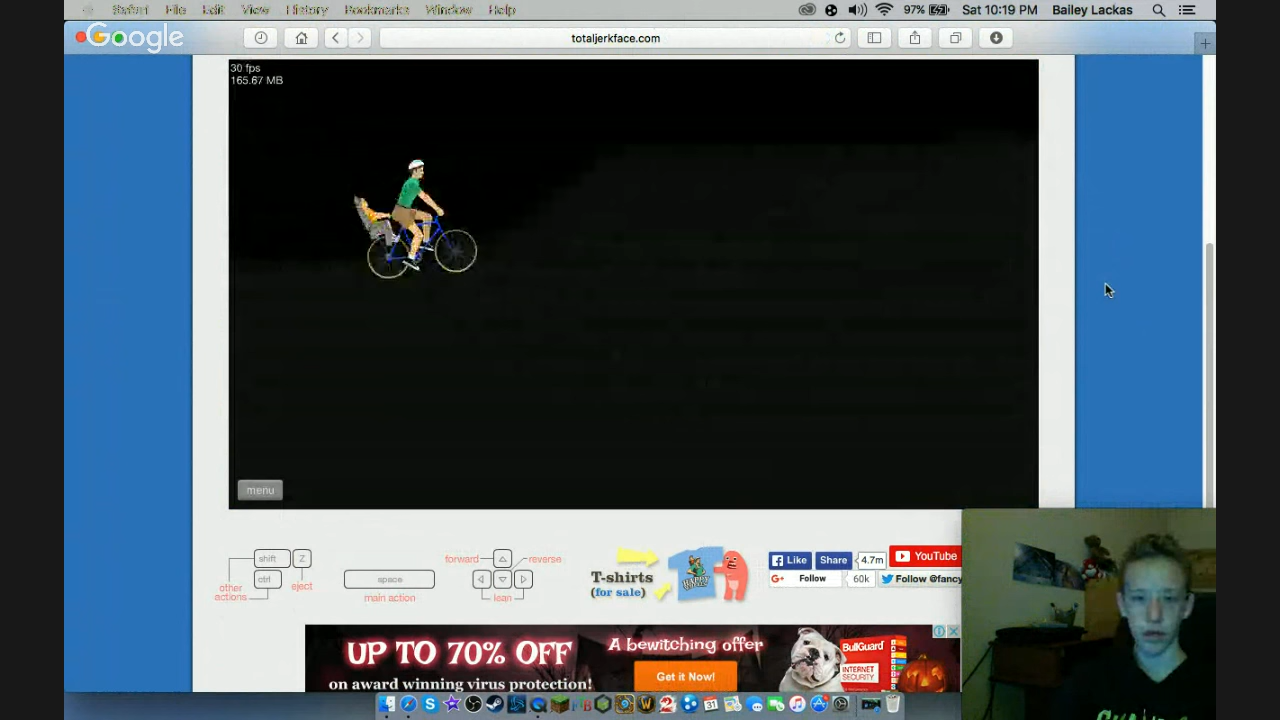 Safari File Edit View History Bookmarks Window Help 97% Sat 10:19 PM Bailey Lackas
Google
totaljerkface.com
30 fps
165.67 MB
menu
shift Z
ctrl
other actions
eject
space
main action
forward
reverse
lean
T-shirts
(for sale)
HAPPY WHEELS
Like Share 4.7m
YouTube
Follow 60k
Follow @fancy
UP TO 70% OFF
on award winning virus protection!
A bewitching offer
Get it Now!
BullGuard
INTERNET
SECURITY
31